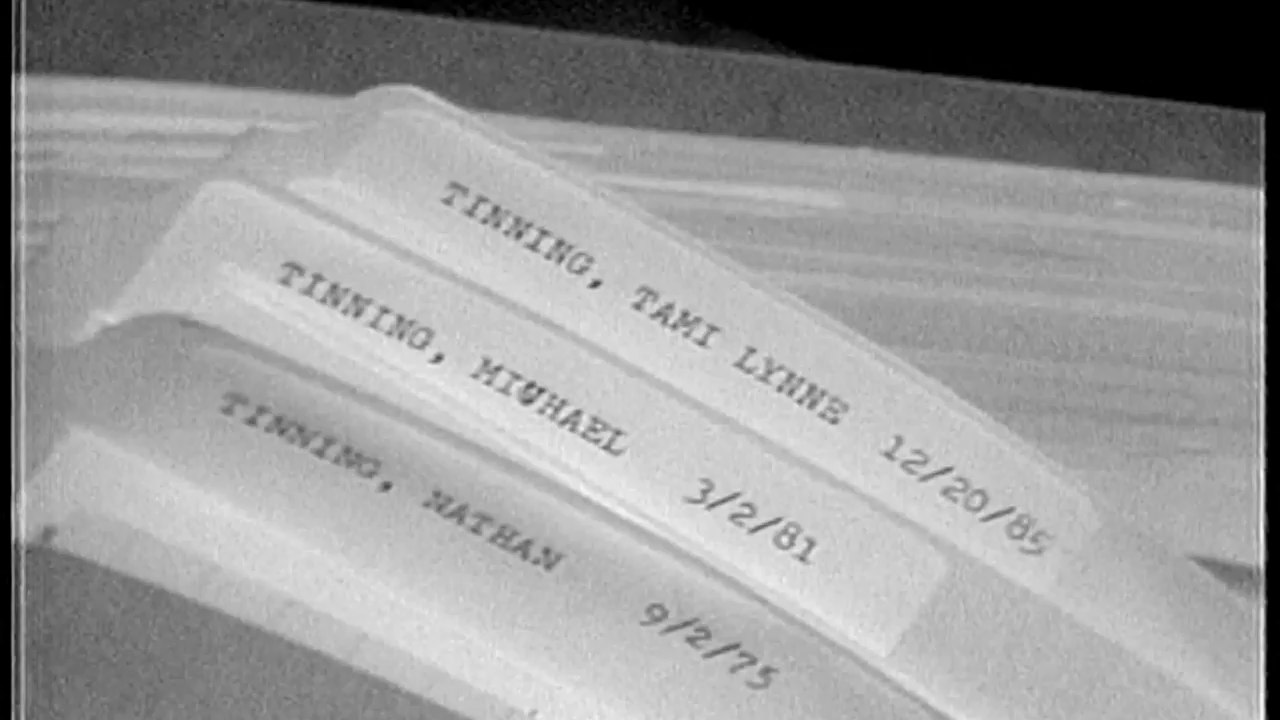 TINNING, TAMI LYNNE 12/20/85
TINNING, MICHAEL 3/2/81
TINNING, NATHAN 9/2/75